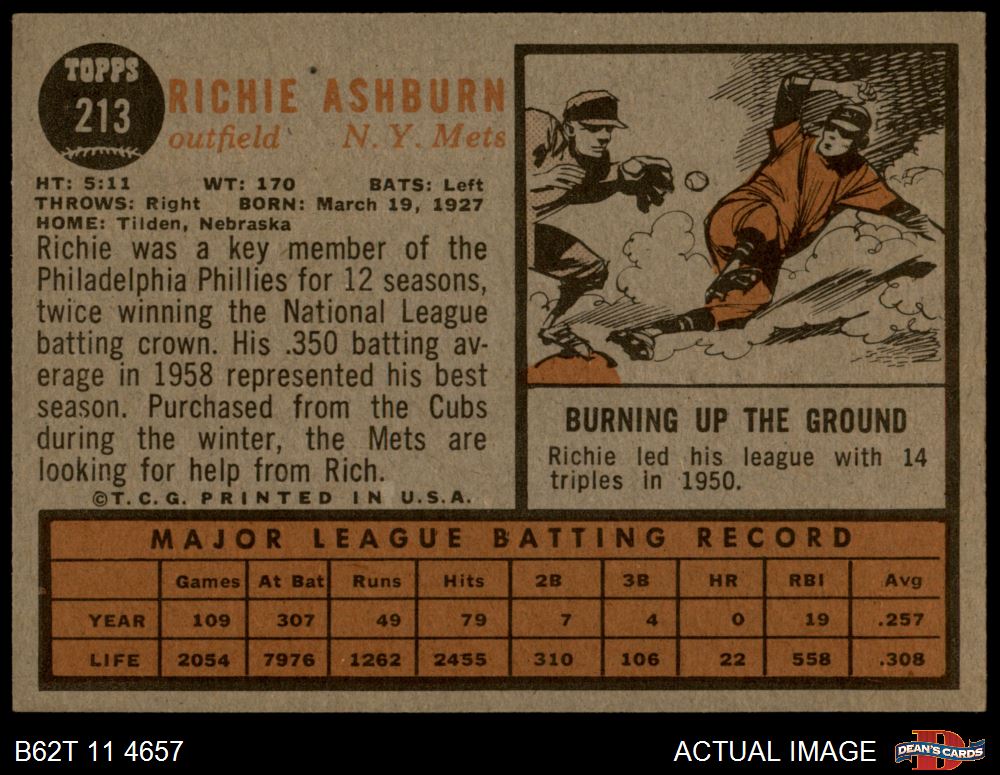 TOPPS
213
RICHIE ASHBURN
outfield N. Y. Mets
HT: 5:11 WT: 170 BATS: Left
THROWS: Right BORN: March 19, 1927
HOME: Tilden, Nebraska
Richie was a key member of the
Philadelphia Phillies for 12 seasons,
twice winning the National League
batting crown. His .350 batting av-
erage in 1958 represented his best
season. Purchased from the Cubs
during the winter, the Mets are
looking for help from Rich.
©T.C.G. PRINTED IN U.S.A.
BURNING UP THE GROUND
Richie led his league with 14
triples in 1950.
MAJOR LEAGUE BATTING RECORD
Games At Bat Runs Hits 2B 3B HR RBI Avg
YEAR 109 307 49 79 7 4 0 19 .257
LIFE 2054 7976 1262 2455 310 106 22 558 .308
B62T 11 4657
ACTUAL IMAGE
D
DEAN'S CARDS